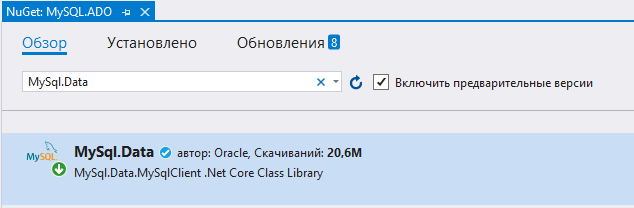 NuGet: MySQL.ADO
Обзор Установлено Обновления 8
MySql.Data Включить предварительные версии
MySQL MySql.Data автор: Oracle, Скачиваний: 20,6M
MySql.Data.MySqlClient .Net Core Class Library